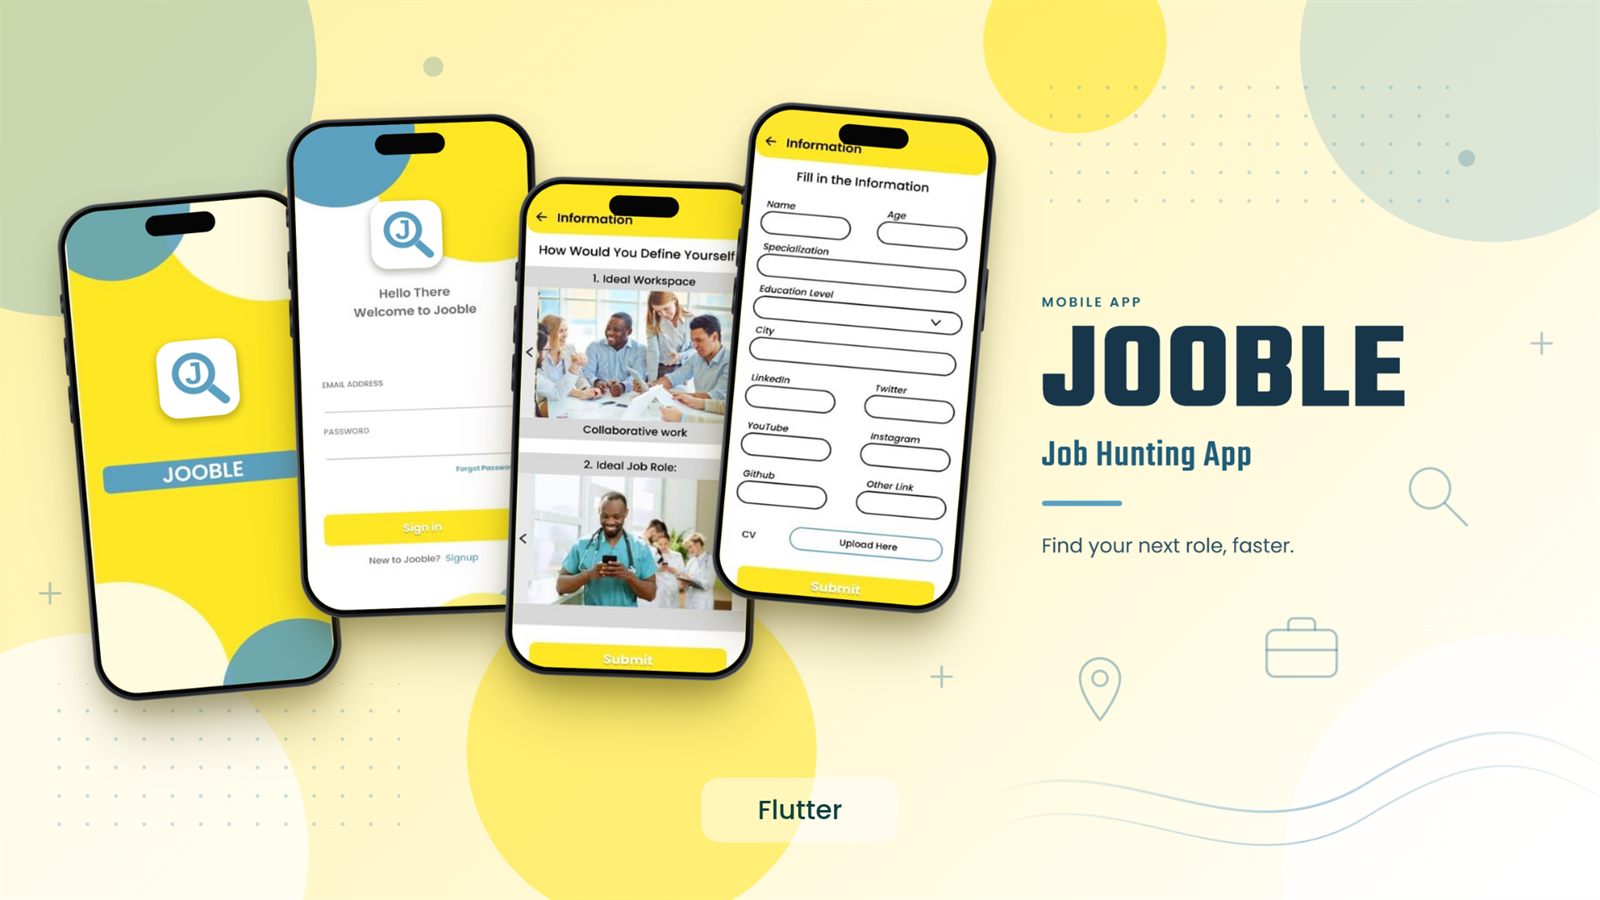 J
JOOBLE
J
Hello There
Welcome to Jooble
EMAIL ADDRESS
PASSWORD
Forgot Passwo
Sign in
New to Jooble? Signup
Information
How Would You Define Yourself
1. Ideal Workspace
Collaborative work
2. Ideal Job Role:
Submit
Information
Fill in the Information
Name Age
Specialization
Education Level
City
LinkedIn Twitter
YouTube Instagram
Github Other Link
CV Upload Here
Submit
MOBILE APP
JOOBLE
Job Hunting App
Find your next role, faster.
Flutter